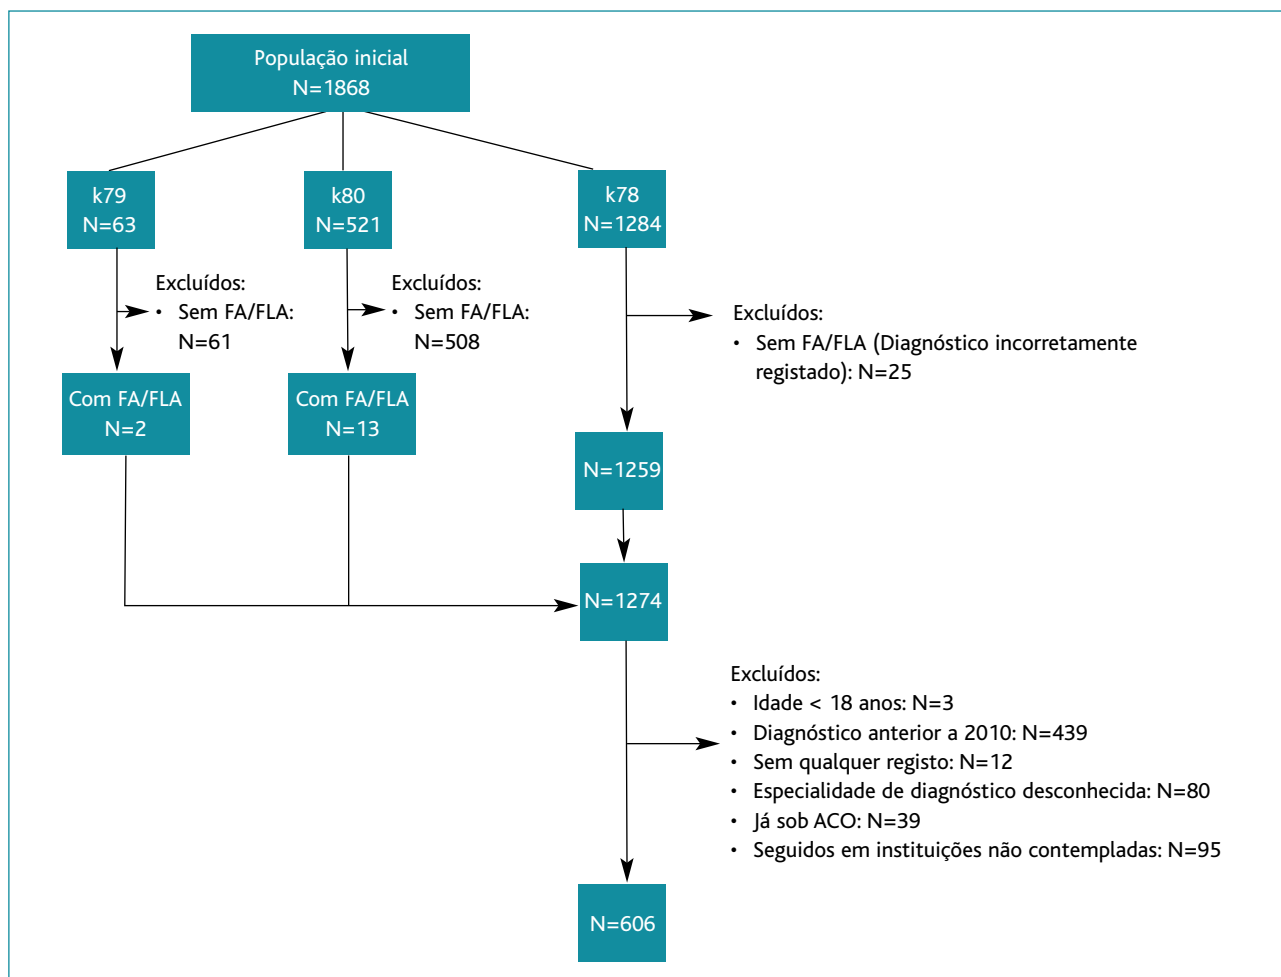 População inicial
N=1868
k79
N=63
k80
N=521
k78
N=1284
Excluídos:
• Sem FA/FLA:
N=61
Excluídos:
• Sem FA/FLA:
N=508
Excluídos:
• Sem FA/FLA (Diagnóstico incorretamente
registado): N=25
Com FA/FLA
N=2
Com FA/FLA
N=13
N=1259
N=1274
Excluídos:
• Idade < 18 anos: N=3
• Diagnóstico anterior a 2010: N=439
• Sem qualquer registo: N=12
• Especialidade de diagnóstico desconhecida: N=80
• Já sob ACO: N=39
• Seguidos em instituições não contempladas: N=95
N=606